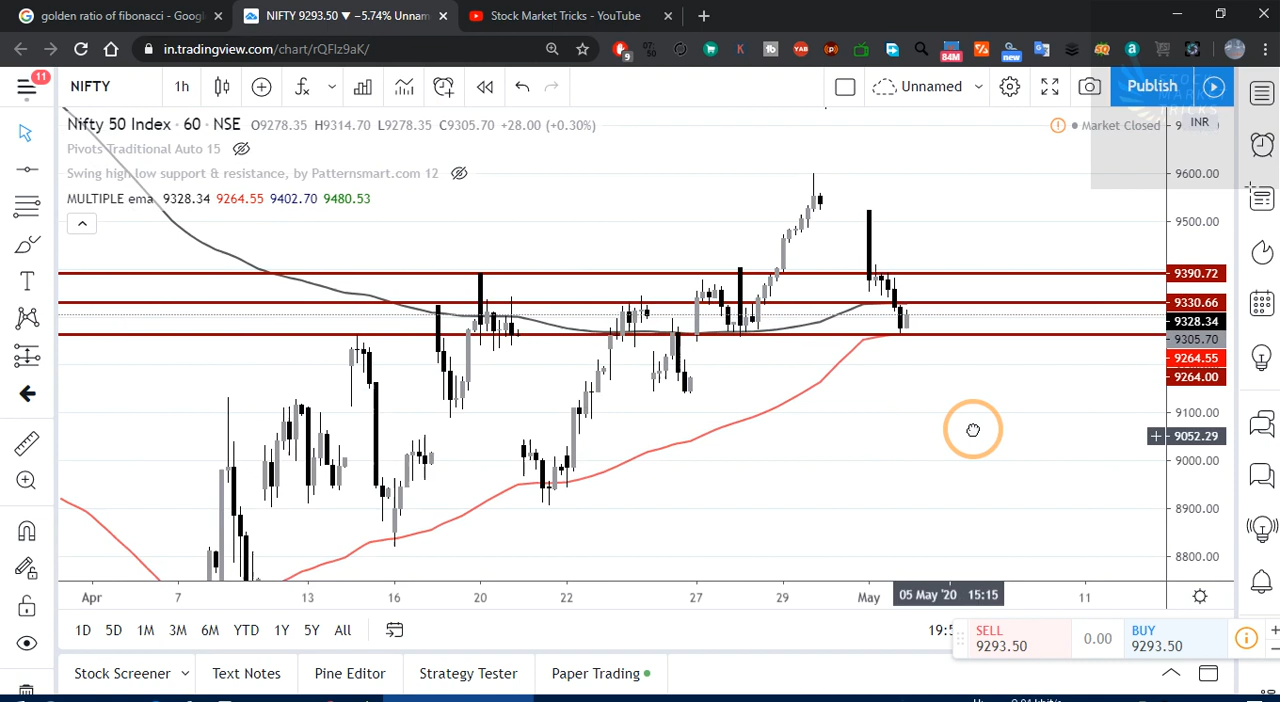 golden ratio of fibonacci - Googl
NIFTY 9293.50 ▼ −5.74% Unnam
Stock Market Tricks - YouTube
in.tradingview.com/chart/rQFlz9aK/
9
84M
new
11
NIFTY
1h
Unnamed
Publish
STOCK
MARKET
TRICKS
INR
Nifty 50 Index · 60 · NSE O9278.35 H9314.70 L9278.35 C9305.70 +28.00 (+0.30%)
Market Closed
Pivots Traditional Auto 15
Swing high low support & resistance, by Patternsmart.com 12
MULTIPLE ema 9328.34 9264.55 9402.70 9480.53
9600.00
9500.00
9390.72
9330.66
9328.34
9305.70
9264.55
9264.00
9100.00
9052.29
9000.00
8900.00
8800.00
Apr 7 13 16 20 22 27 29 May 05 May '20 15:15 11
1D 5D 1M 3M 6M YTD 1Y 5Y All
SELL
9293.50
0.00
BUY
9293.50
Stock Screener Text Notes Pine Editor Strategy Tester Paper Trading